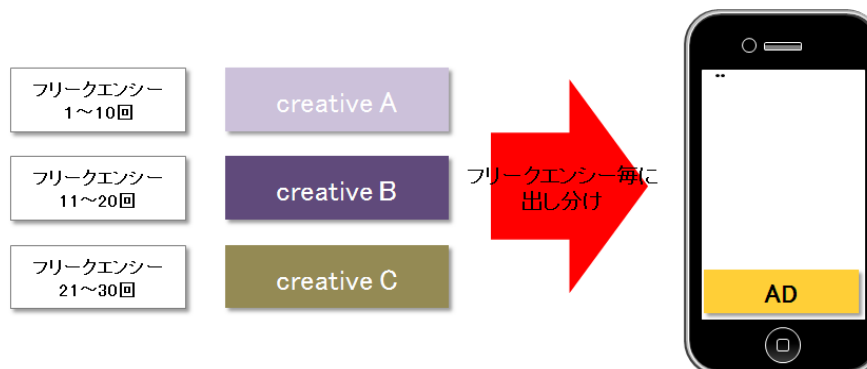 フリークエンシー
1～10回
creative A
フリークエンシー
11～20回
creative B
フリークエンシー
21～30回
creative C
フリークエンシー毎に
出し分け
AD